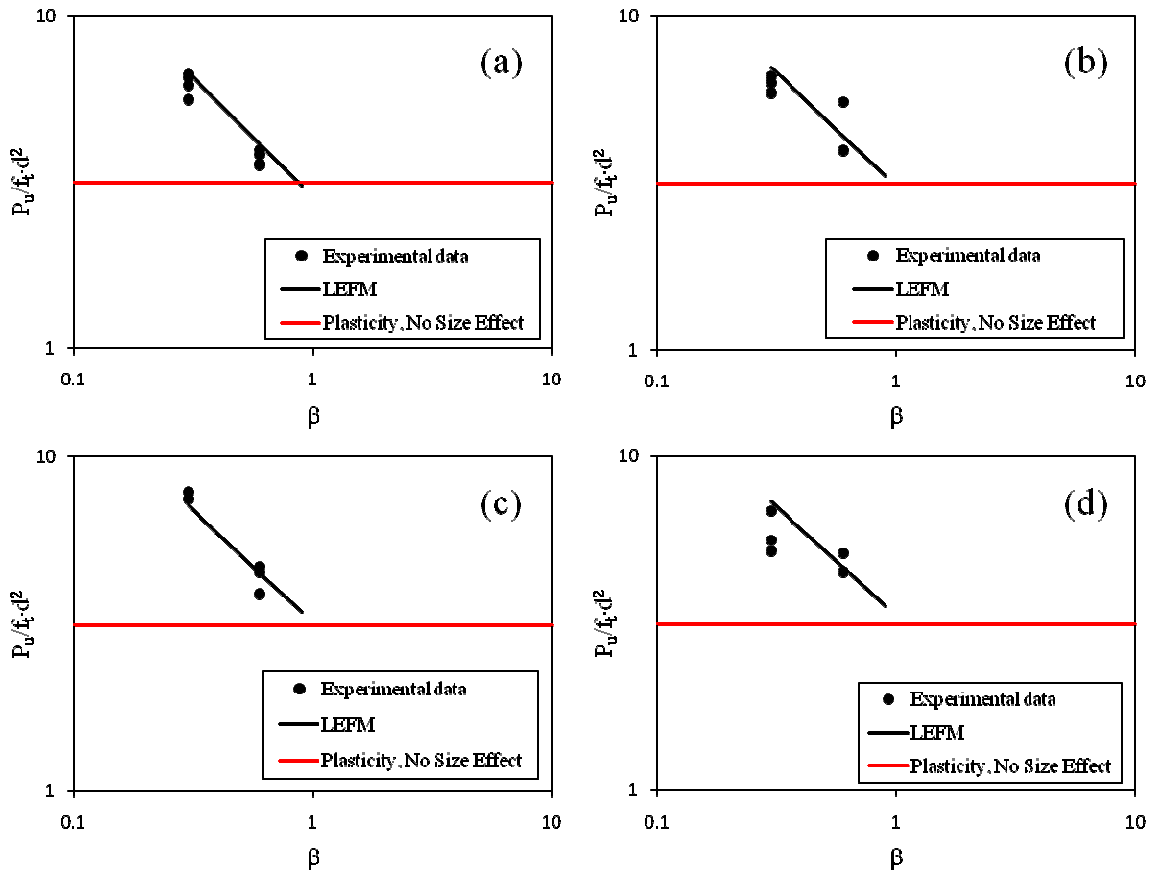 10
(a)
Pu/ft·d²
Experimental data
LEFM
Plasticity, No Size Effect
1
0.1
1
10
β
10
(b)
Pu/ft·d²
Experimental data
LEFM
Plasticity, No Size Effect
1
0.1
1
10
β
10
(c)
Pu/ft·d²
Experimental data
LEFM
Plasticity, No Size Effect
1
0.1
1
10
β
10
(d)
Pu/ft·d²
Experimental data
LEFM
Plasticity, No Size Effect
1
0.1
1
10
β